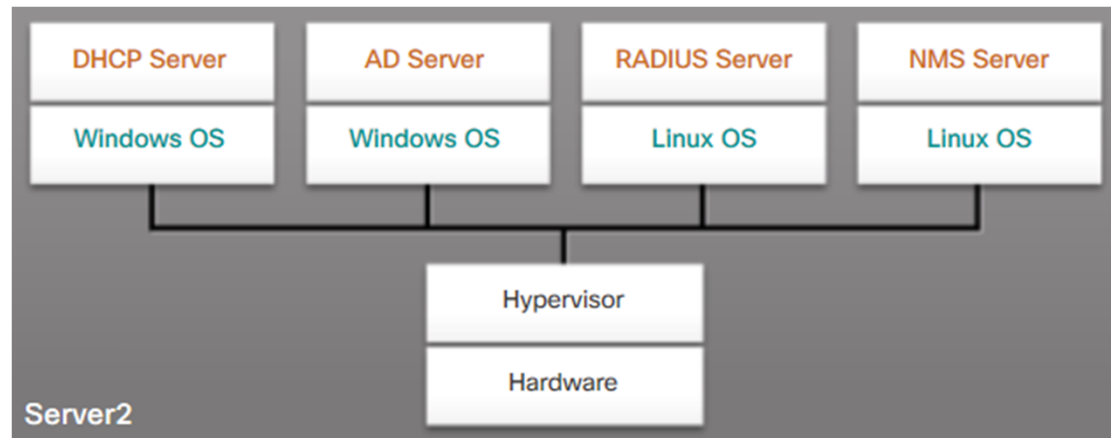 DHCP Server
AD Server
RADIUS Server
NMS Server
Windows OS
Windows OS
Linux OS
Linux OS
Hypervisor
Hardware
Server2